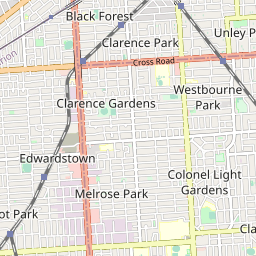 Black Forest
Unley P
Clarence Park
Cross Road
Westbourne
Park
Clarence Gardens
Edwardstown
Colonel Light
Gardens
Melrose Park
ot Park
Cla